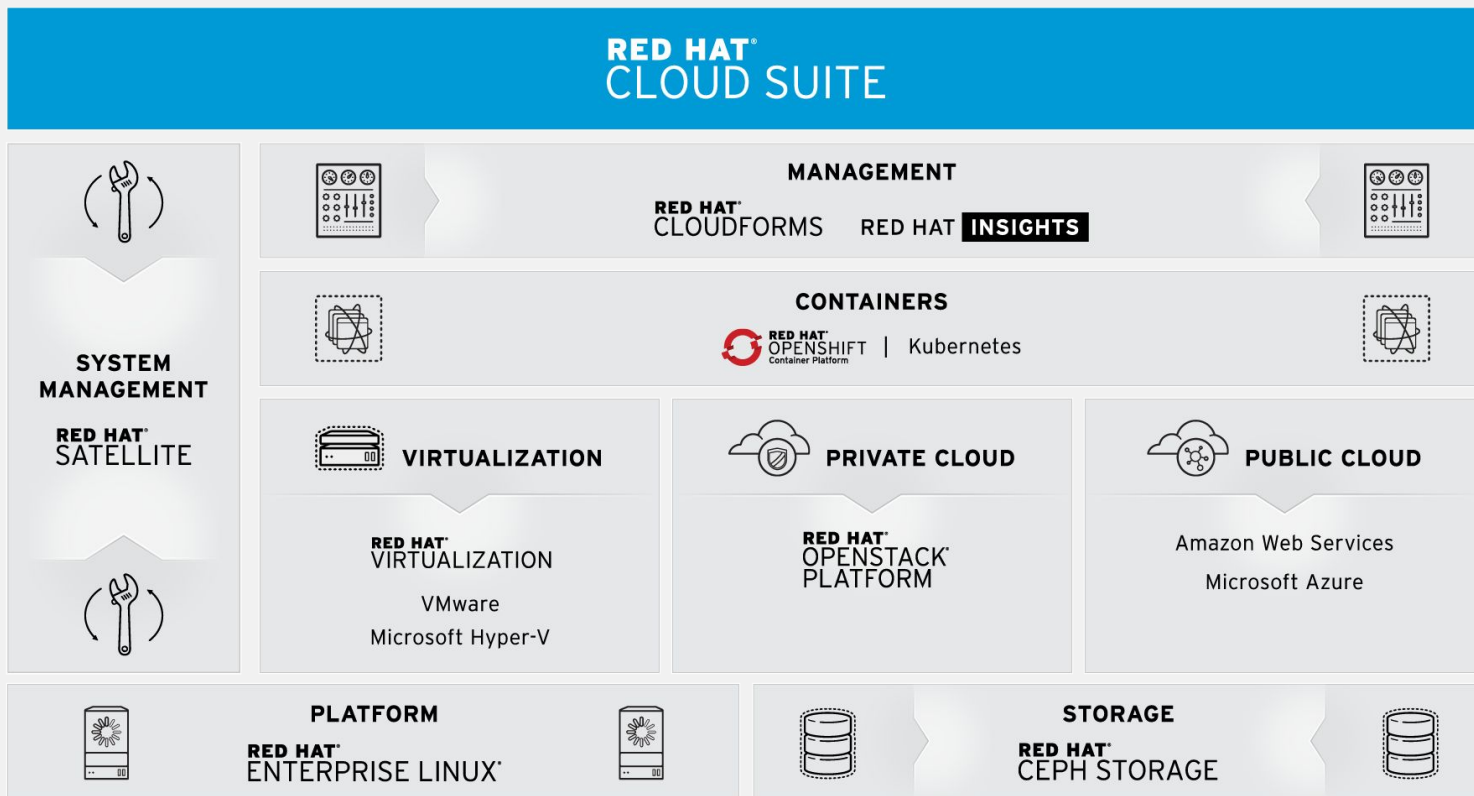 RED HAT®
CLOUD SUITE
SYSTEM
MANAGEMENT
RED HAT®
SATELLITE
MANAGEMENT
RED HAT®
CLOUDFORMS
RED HAT INSIGHTS
CONTAINERS
RED HAT®
OPENSHIFT
Container Platform
| Kubernetes
VIRTUALIZATION
RED HAT®
VIRTUALIZATION
VMware
Microsoft Hyper-V
PRIVATE CLOUD
RED HAT®
OPENSTACK®
PLATFORM
PUBLIC CLOUD
Amazon Web Services
Microsoft Azure
PLATFORM
RED HAT®
ENTERPRISE LINUX®
STORAGE
RED HAT®
CEPH STORAGE